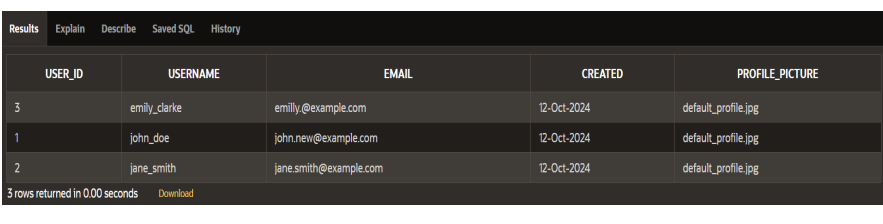 Results Explain Describe Saved SQL History
USER_ID USERNAME EMAIL CREATED PROFILE_PICTURE
3 emily_clarke emilly.@example.com 12-Oct-2024 default_profile.jpg
1 john_doe john.new@example.com 12-Oct-2024 default_profile.jpg
2 jane_smith jane.smith@example.com 12-Oct-2024 default_profile.jpg
3 rows returned in 0.00 seconds Download